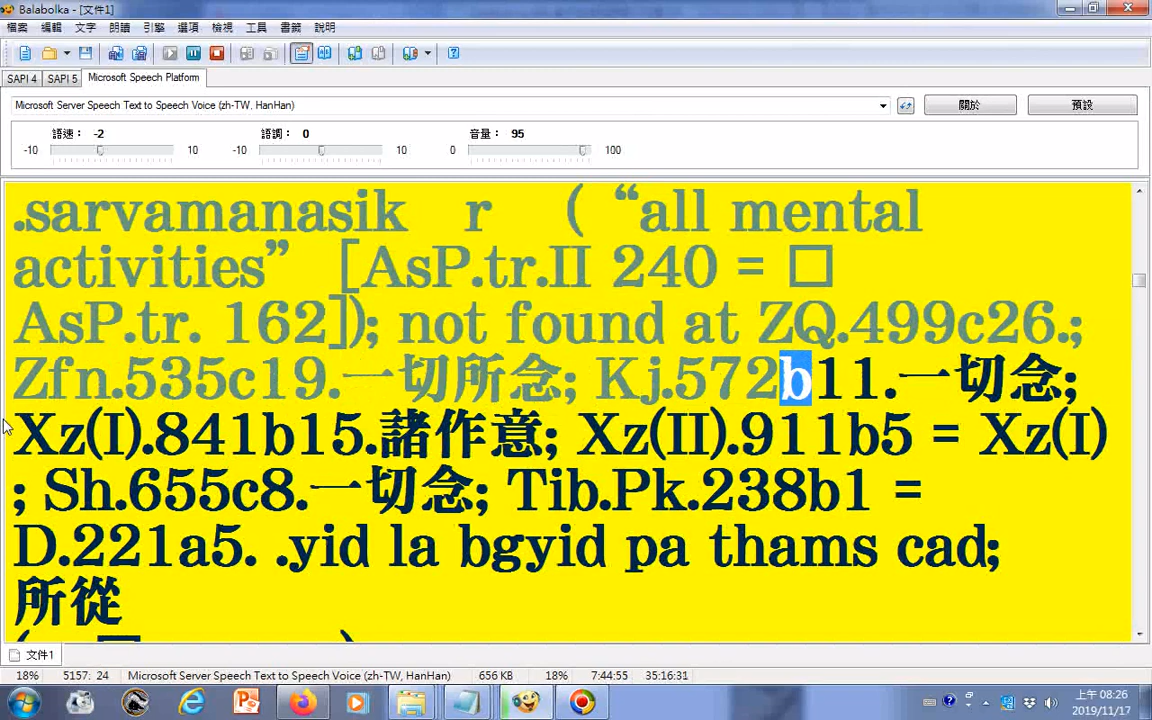 Balabolka - [文件1]
檔案 編輯 文字 朗讀 引擎 選項 檢視 工具 書籤 說明
SAPI 4 SAPI 5 Microsoft Speech Platform
Microsoft Server Speech Text to Speech Voice (zh-TW, HanHan) 關於 預設
語速： -2 語調： 0 音量： 95
-10 10 -10 10 0 100
.sarvamanasik r (“all mental
activities” [AsP.tr.II 240 = □
AsP.tr. 162]); not found at ZQ.499c26.;
Zfn.535c19.一切所念; Kj.572b11.一切念;
Xz(I).841b15.諸作意; Xz(II).911b5 = Xz(I)
; Sh.655c8.一切念; Tib.Pk.238b1 =
D.221a5. .yid la bgyid pa thams cad;
所從
文件1
18% 5157: 24 Microsoft Server Speech Text to Speech Voice (zh-TW, HanHan) 656 KB 18% 7:44:55 35:16:31
上午 08:26
2019/11/17